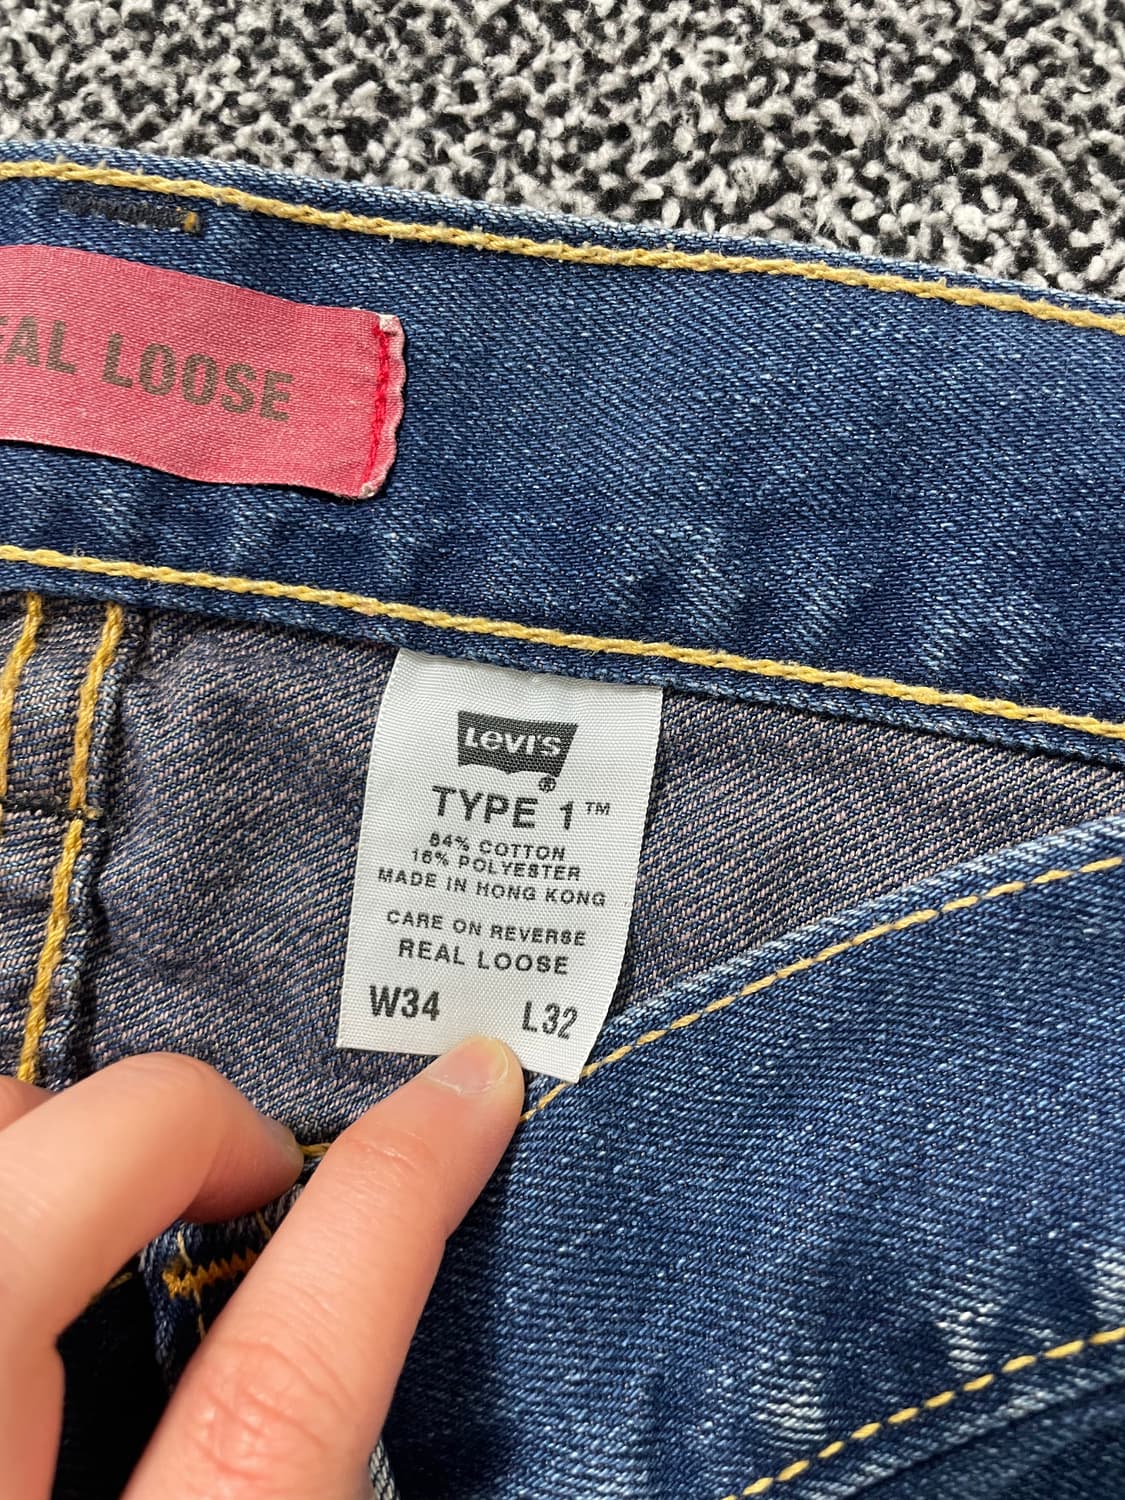 EAL LOOSE
LEVI'S
®
TYPE 1™
84% COTTON
16% POLYESTER
MADE IN HONG KONG
CARE ON REVERSE
REAL LOOSE
W34 L32